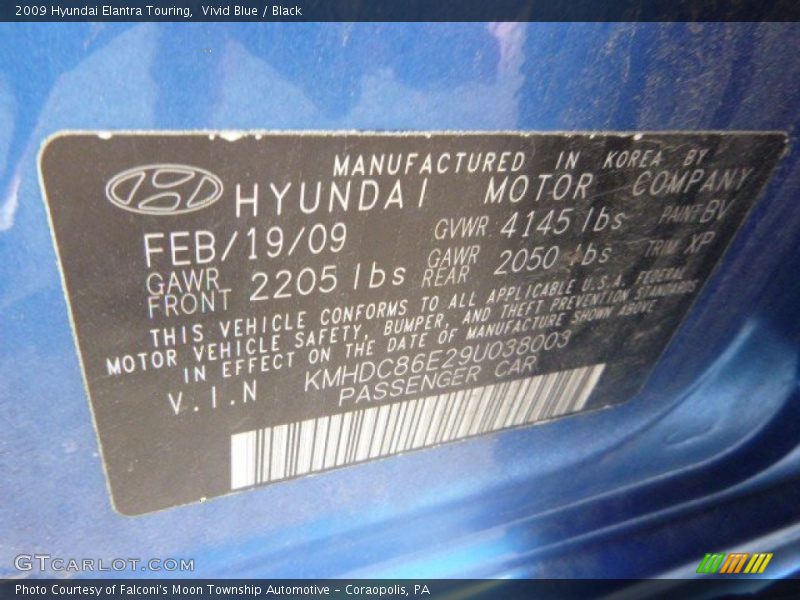 2009 Hyundai Elantra Touring,  Vivid Blue / Black
MANUFACTURED IN KOREA BY
HYUNDAI MOTOR COMPANY
FEB/19/09 GVWR 4145 lbs PAINT BV
GAWR FRONT 2205 lbs GAWR REAR 2050 lbs TRIM XP
THIS VEHICLE CONFORMS TO ALL APPLICABLE U.S.A. FEDERAL
MOTOR VEHICLE SAFETY, BUMPER, AND THEFT PREVENTION STANDARDS
IN EFFECT ON THE DATE OF MANUFACTURE SHOWN ABOVE
V.I.N KMHDC86E29U038003
PASSENGER CAR
GTCARLOT.COM
Photo Courtesy of Falconi's Moon Township Automotive – Coraopolis, PA